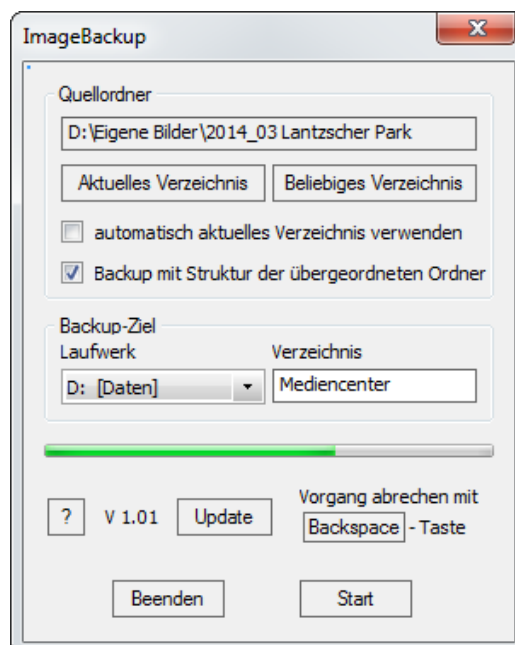 ImageBackup
Quellordner
D:\Eigene Bilder\2014_03 Lantzscher Park
Aktuelles Verzeichnis Beliebiges Verzeichnis
automatisch aktuelles Verzeichnis verwenden
Backup mit Struktur der übergeordneten Ordner
Backup-Ziel
Laufwerk Verzeichnis
D: [Daten] Mediencenter
Vorgang abrechen mit
? V 1.01 Update Backspace - Taste
Beenden Start